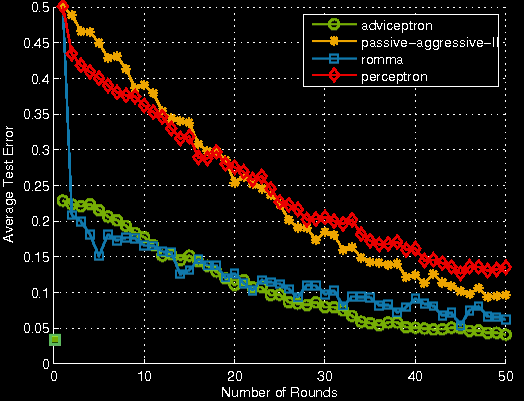 0.5
0.45
0.4
0.35
0.3
0.25
0.2
0.15
0.1
0.05
0
Average Test Error
adviceptron
passive-aggressive-II
romma
perceptron
0 10 20 30 40 50
Number of Rounds